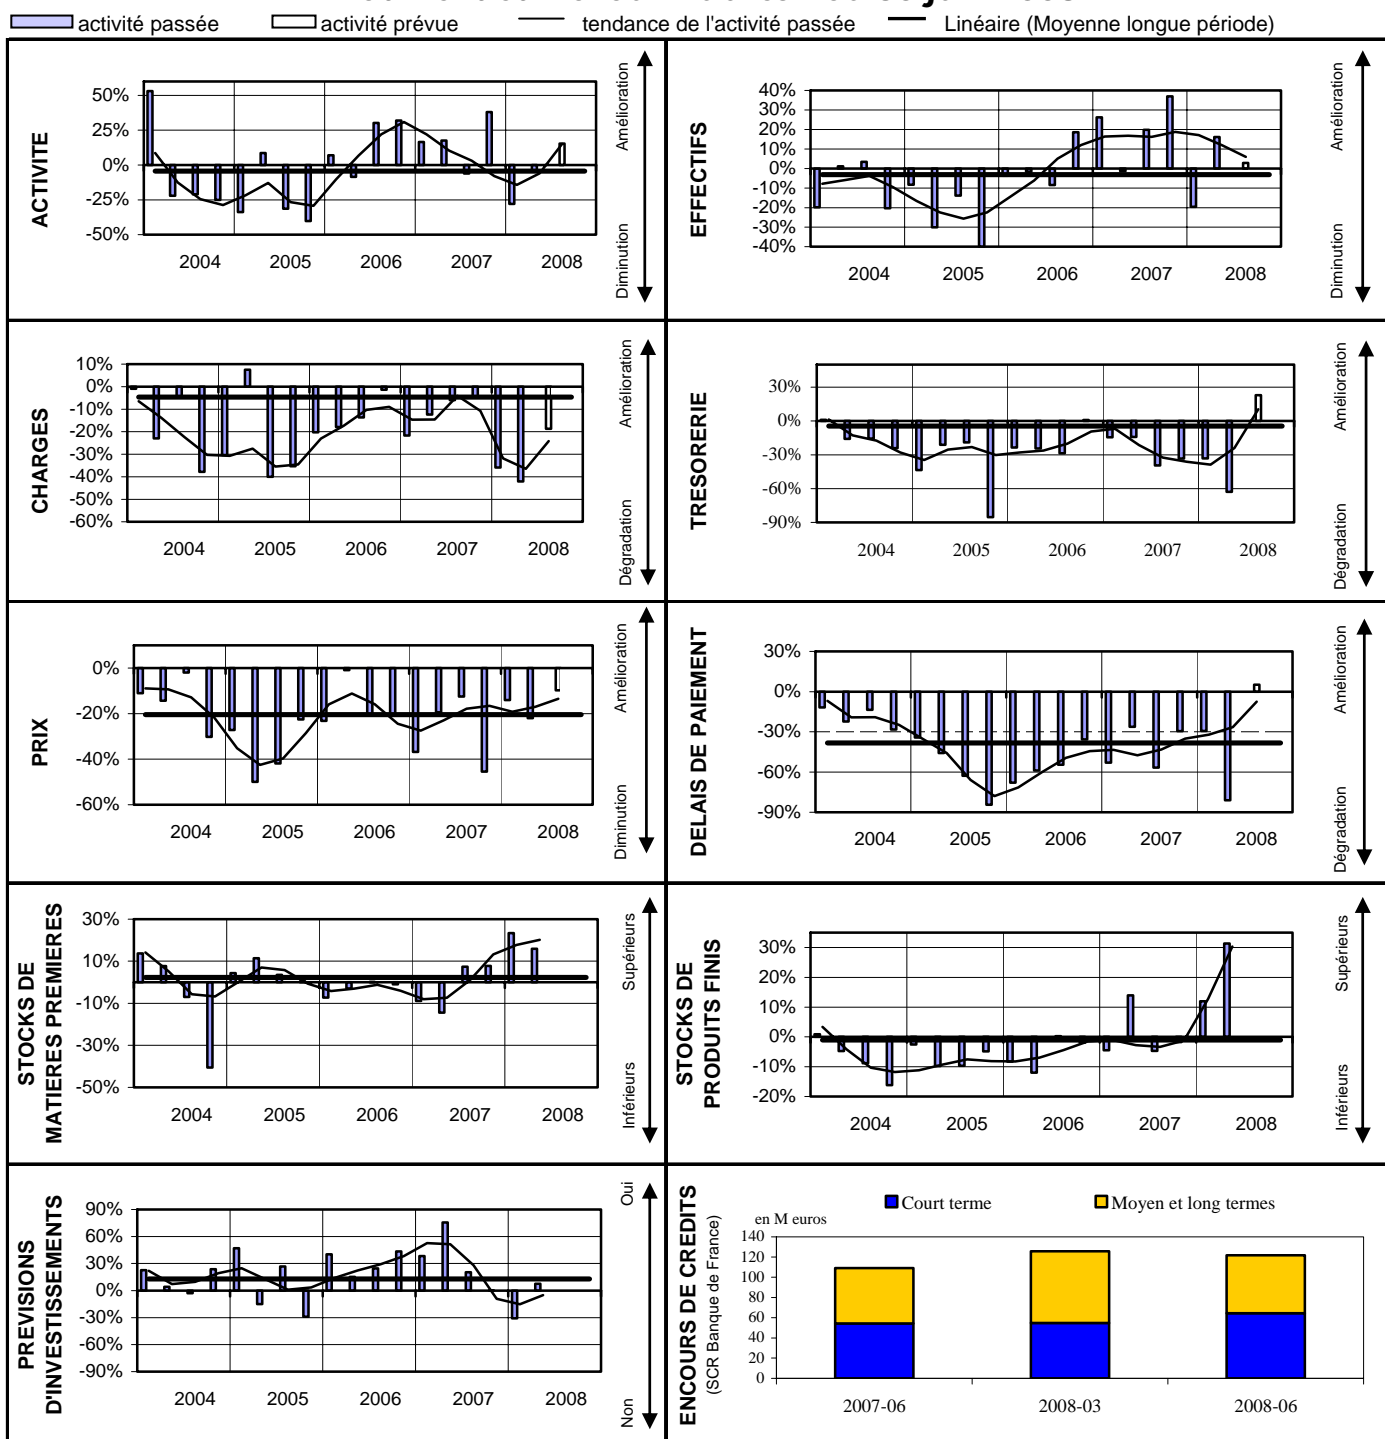 activité passée
activité prévue
tendance de l'activité passée
Linéaire (Moyenne longue période)
ACTIVITE
50%
25%
0%
-25%
-50%
2004 2005 2006 2007 2008
Amélioration
Diminution
EFFECTIFS
40%
30%
20%
10%
0%
-10%
-20%
-30%
-40%
2004 2005 2006 2007 2008
Amélioration
Diminution
CHARGES
10%
0%
-10%
-20%
-30%
-40%
-50%
-60%
2004 2005 2006 2007 2008
Amélioration
Dégradation
TRESORERIE
30%
0%
-30%
-60%
-90%
2004 2005 2006 2007 2008
Amélioration
Dégradation
PRIX
0%
-20%
-40%
-60%
2004 2005 2006 2007 2008
Amélioration
Diminution
DELAIS DE PAIEMENT
30%
0%
-30%
-60%
-90%
2004 2005 2006 2007 2008
Amélioration
Dégradation
STOCKS DE
MATIERES PREMIERES
30%
10%
-10%
-30%
-50%
2004 2005 2006 2007 2008
Supérieurs
Inférieurs
STOCKS DE
PRODUITS FINIS
30%
20%
10%
0%
-10%
-20%
2004 2005 2006 2007 2008
Supérieurs
Inférieurs
PREVISIONS
D'INVESTISSEMENTS
90%
60%
30%
0%
-30%
-60%
-90%
2004 2005 2006 2007 2008
Oui
Non
ENCOURS DE CREDITS
(SCR Banque de France)
Court terme
Moyen et long termes
en M euros
140
120
100
80
60
40
20
0
2007-06 2008-03 2008-06